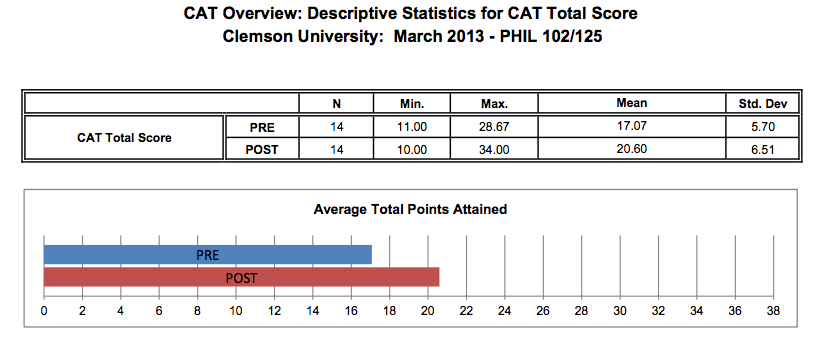 CAT Overview: Descriptive Statistics for CAT Total Score
Clemson University: March 2013 - PHIL 102/125
N Min. Max. Mean Std. Dev
CAT Total Score
PRE 14 11.00 28.67 17.07 5.70
POST 14 10.00 34.00 20.60 6.51
Average Total Points Attained
PRE
POST
0 2 4 6 8 10 12 14 16 18 20 22 24 26 28 30 32 34 36 38